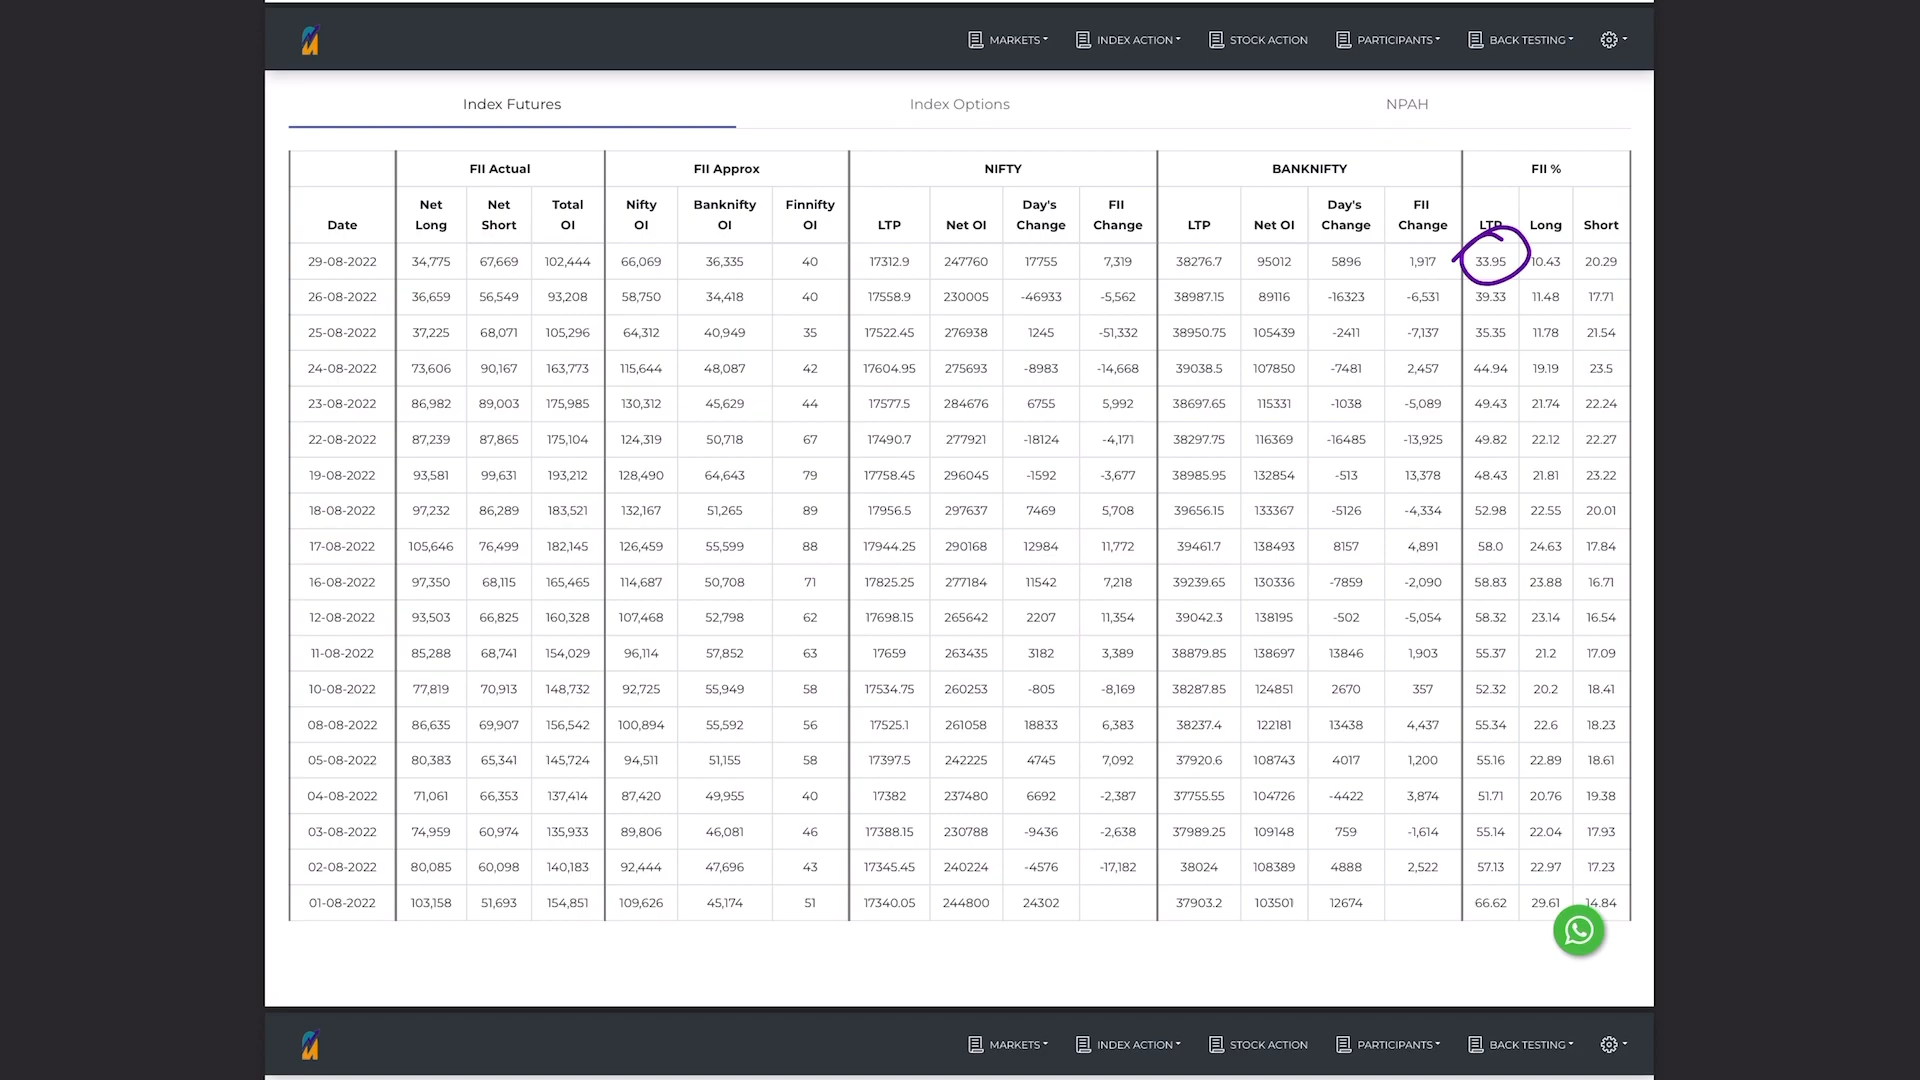 MARKETS INDEX ACTION STOCK ACTION PARTICIPANTS BACK TESTING
Index Futures Index Options NPAH
FII Actual FII Approx NIFTY BANKNIFTY FII %
Date Net Long Net Short Total OI Nifty OI Banknifty OI Finnifty OI LTP Net OI Day's Change FII Change LTP Net OI Day's Change FII Change LTP Long Short
29-08-2022 34,775 67,669 102,444 66,069 36,335 40 17312.9 247760 17755 7,319 38276.7 95012 5896 1,917 33.95 10.43 20.29
26-08-2022 36,659 56,549 93,208 58,750 34,418 40 17558.9 230005 -46933 -5,562 38987.15 89116 -16323 -6,531 39.33 11.48 17.71
25-08-2022 37,225 68,071 105,296 64,312 40,949 35 17522.45 276938 1245 -51,332 38950.75 105439 -2411 -7,137 35.35 11.78 21.54
24-08-2022 73,606 90,167 163,773 115,644 48,087 42 17604.95 275693 -8983 -14,668 39038.5 107850 -7481 2,457 44.94 19.19 23.5
23-08-2022 86,982 89,003 175,985 130,312 45,629 44 17577.5 284676 6755 5,992 38697.65 115331 -1038 -5,089 49.43 21.74 22.24
22-08-2022 87,239 87,865 175,104 124,319 50,718 67 17490.7 277921 -18124 -4,171 38297.75 116369 -16485 -13,925 49.82 22.12 22.27
19-08-2022 93,581 99,631 193,212 128,490 64,643 79 17758.45 296045 -1592 -3,677 38985.95 132854 -513 13,378 48.43 21.81 23.22
18-08-2022 97,232 86,289 183,521 132,167 51,265 89 17956.5 297637 7469 5,708 39656.15 133367 -5126 -4,334 52.98 22.55 20.01
17-08-2022 105,646 76,499 182,145 126,459 55,599 88 17944.25 290168 12984 11,772 39461.7 138493 8157 4,891 58.0 24.63 17.84
16-08-2022 97,350 68,115 165,465 114,687 50,708 71 17825.25 277184 11542 7,218 39239.65 130336 -7859 -2,090 58.83 23.88 16.71
12-08-2022 93,503 66,825 160,328 107,468 52,798 62 17698.15 265642 2207 11,354 39042.3 138195 -502 -5,054 58.32 23.14 16.54
11-08-2022 85,288 68,741 154,029 96,114 57,852 63 17659 263435 3182 3,389 38879.85 138697 13846 1,903 55.37 21.2 17.09
10-08-2022 77,819 70,913 148,732 92,725 55,949 58 17534.75 260253 -805 -8,169 38287.85 124851 2670 357 52.32 20.2 18.41
08-08-2022 86,635 69,907 156,542 100,894 55,592 56 17525.1 261058 18833 6,383 38237.4 122181 13438 4,437 55.34 22.6 18.23
05-08-2022 80,383 65,341 145,724 94,511 51,155 58 17397.5 242225 4745 7,092 37920.6 108743 4017 1,200 55.16 22.89 18.61
04-08-2022 71,061 66,353 137,414 87,420 49,955 40 17382 237480 6692 -2,387 37755.55 104726 -4422 3,874 51.71 20.76 19.38
03-08-2022 74,959 60,974 135,933 89,806 46,081 46 17388.15 230788 -9436 -2,638 37989.25 109148 759 -1,614 55.14 22.04 17.93
02-08-2022 80,085 60,098 140,183 92,444 47,696 43 17345.45 240224 -4576 -17,182 38024 108389 4888 2,522 57.13 22.97 17.23
01-08-2022 103,158 51,693 154,851 109,626 45,174 51 17340.05 244800 24302 37903.2 103501 12674 66.62 29.61 14.84
MARKETS INDEX ACTION STOCK ACTION PARTICIPANTS BACK TESTING